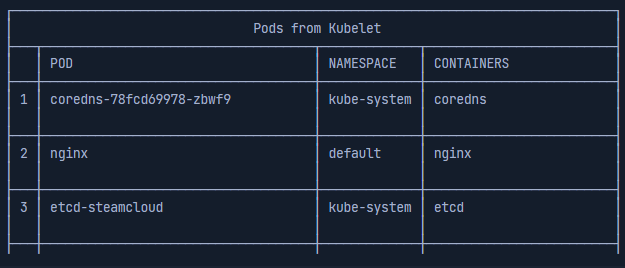 Pods from Kubelet
POD NAMESPACE CONTAINERS
1 coredns-78fcd69978-zbwf9 kube-system coredns
2 nginx default nginx
3 etcd-steamcloud kube-system etcd